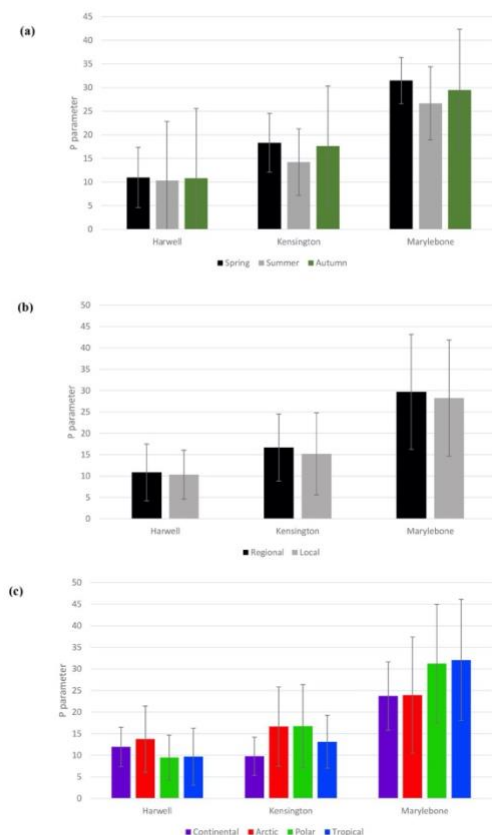 (a)
45
40
35
30
25
20
15
10
5
0
P parameter
Harwell Kensington Marylebone
Spring Summer Autumn
(b)
50
45
40
35
30
25
20
15
10
5
0
P parameter
Harwell Kensington Marylebone
Regional Local
(c)
50
45
40
35
30
25
20
15
10
5
0
P parameter
Harwell Kensington Marylebone
Continental Arctic Polar Tropical